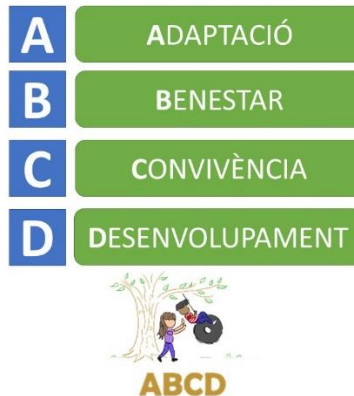 A ADAPTACIÓ
B BENESTAR
C CONVIVÈNCIA
D DESENVOLUPAMENT
ABCD